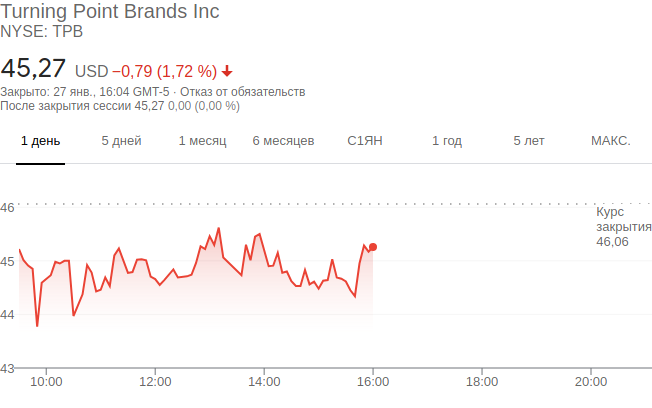 Turning Point Brands Inc
NYSE: TPB
45,27 USD −0,79 (1,72 %)
Закрыто: 27 янв., 16:04 GMT-5 · Отказ от обязательств
После закрытия сессии 45,27 0,00 (0,00 %)
1 день 5 дней 1 месяц 6 месяцев С1ЯН 1 год 5 лет МАКС.
46
Курс
закрытия
46,06
45
44
43
10:00 12:00 14:00 16:00 18:00 20:00